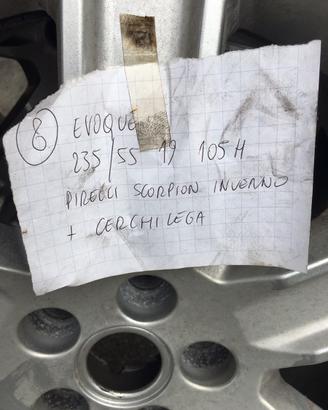 8
EVOQUE
235/55 19 105H
PIRELLI SCORPION INVERNO
+ CERCHI LEGA